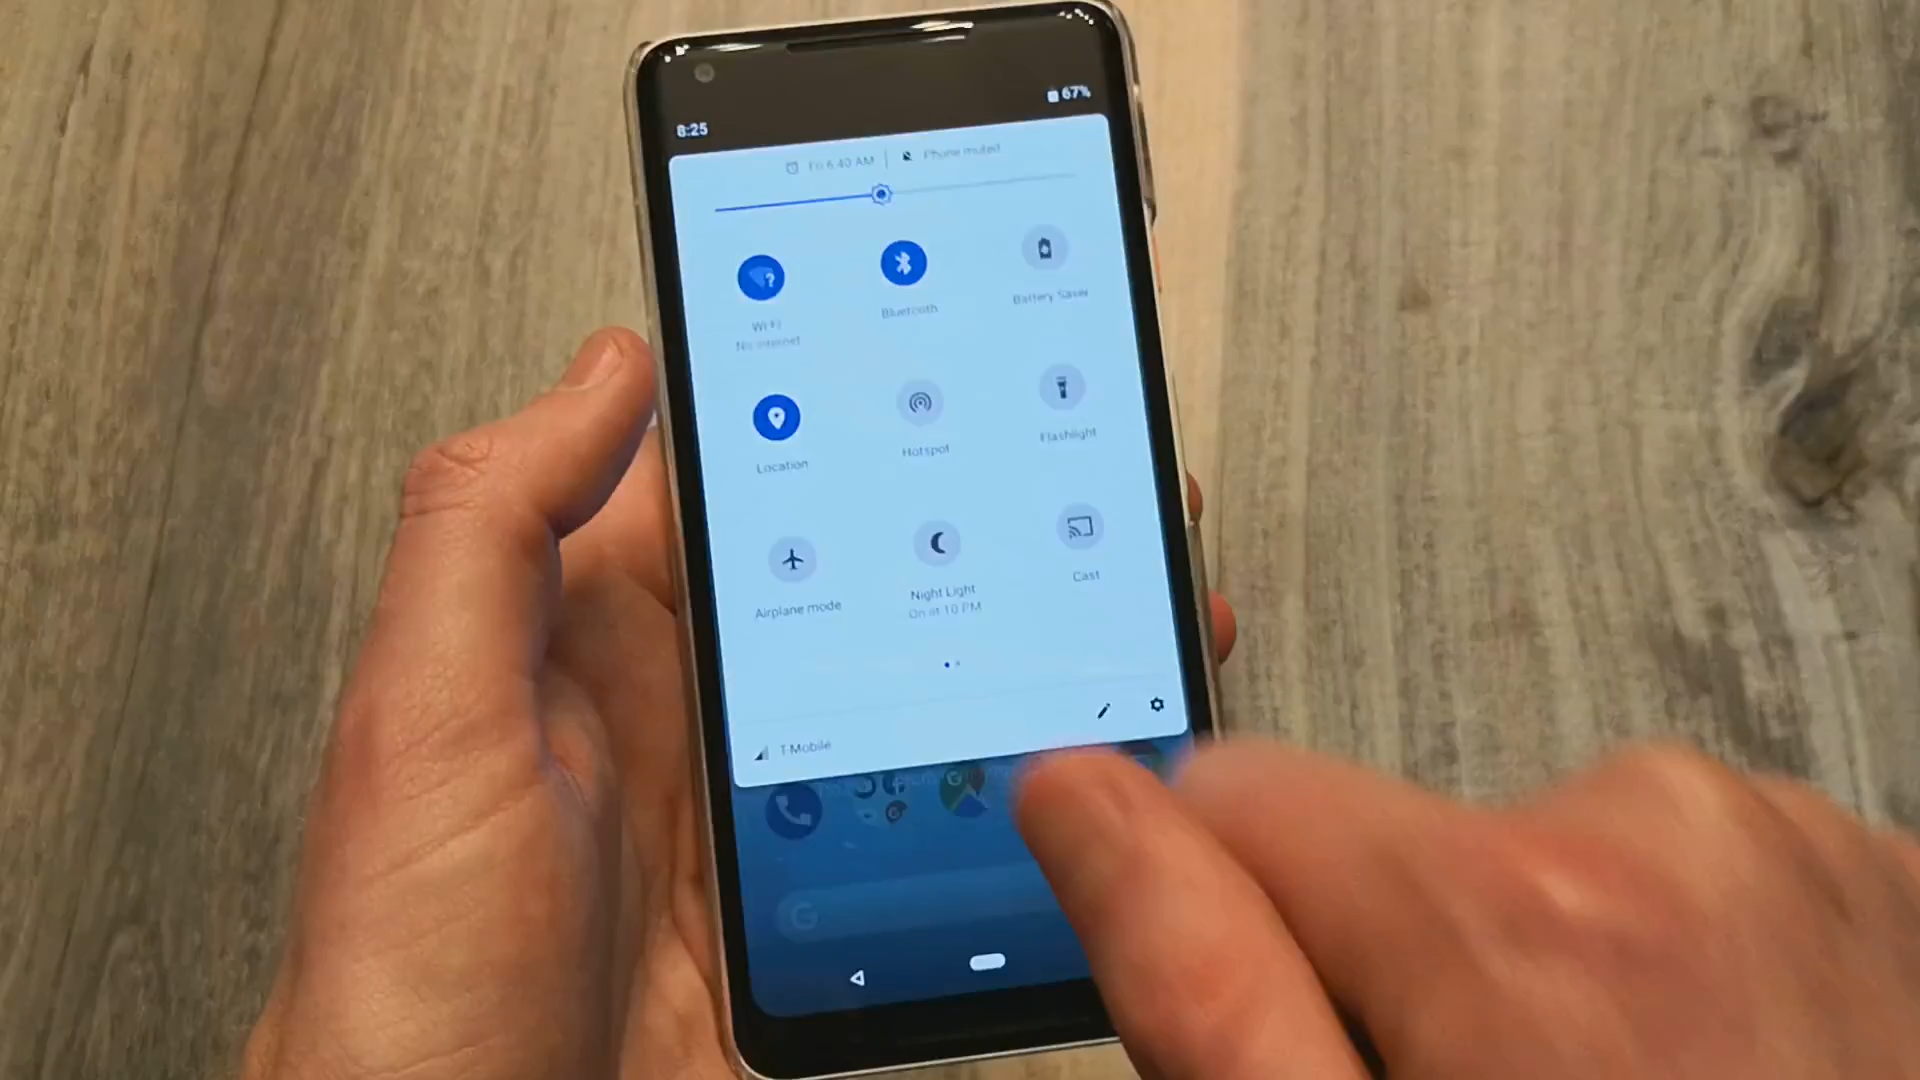 67%
8:25
Fri 6:40 AM | Phone muted
Wi-Fi
No internet
Bluetooth
Battery Saver
Location
Hotspot
Flashlight
Airplane mode
Night Light
On at 10 PM
Cast
T-Mobile
G